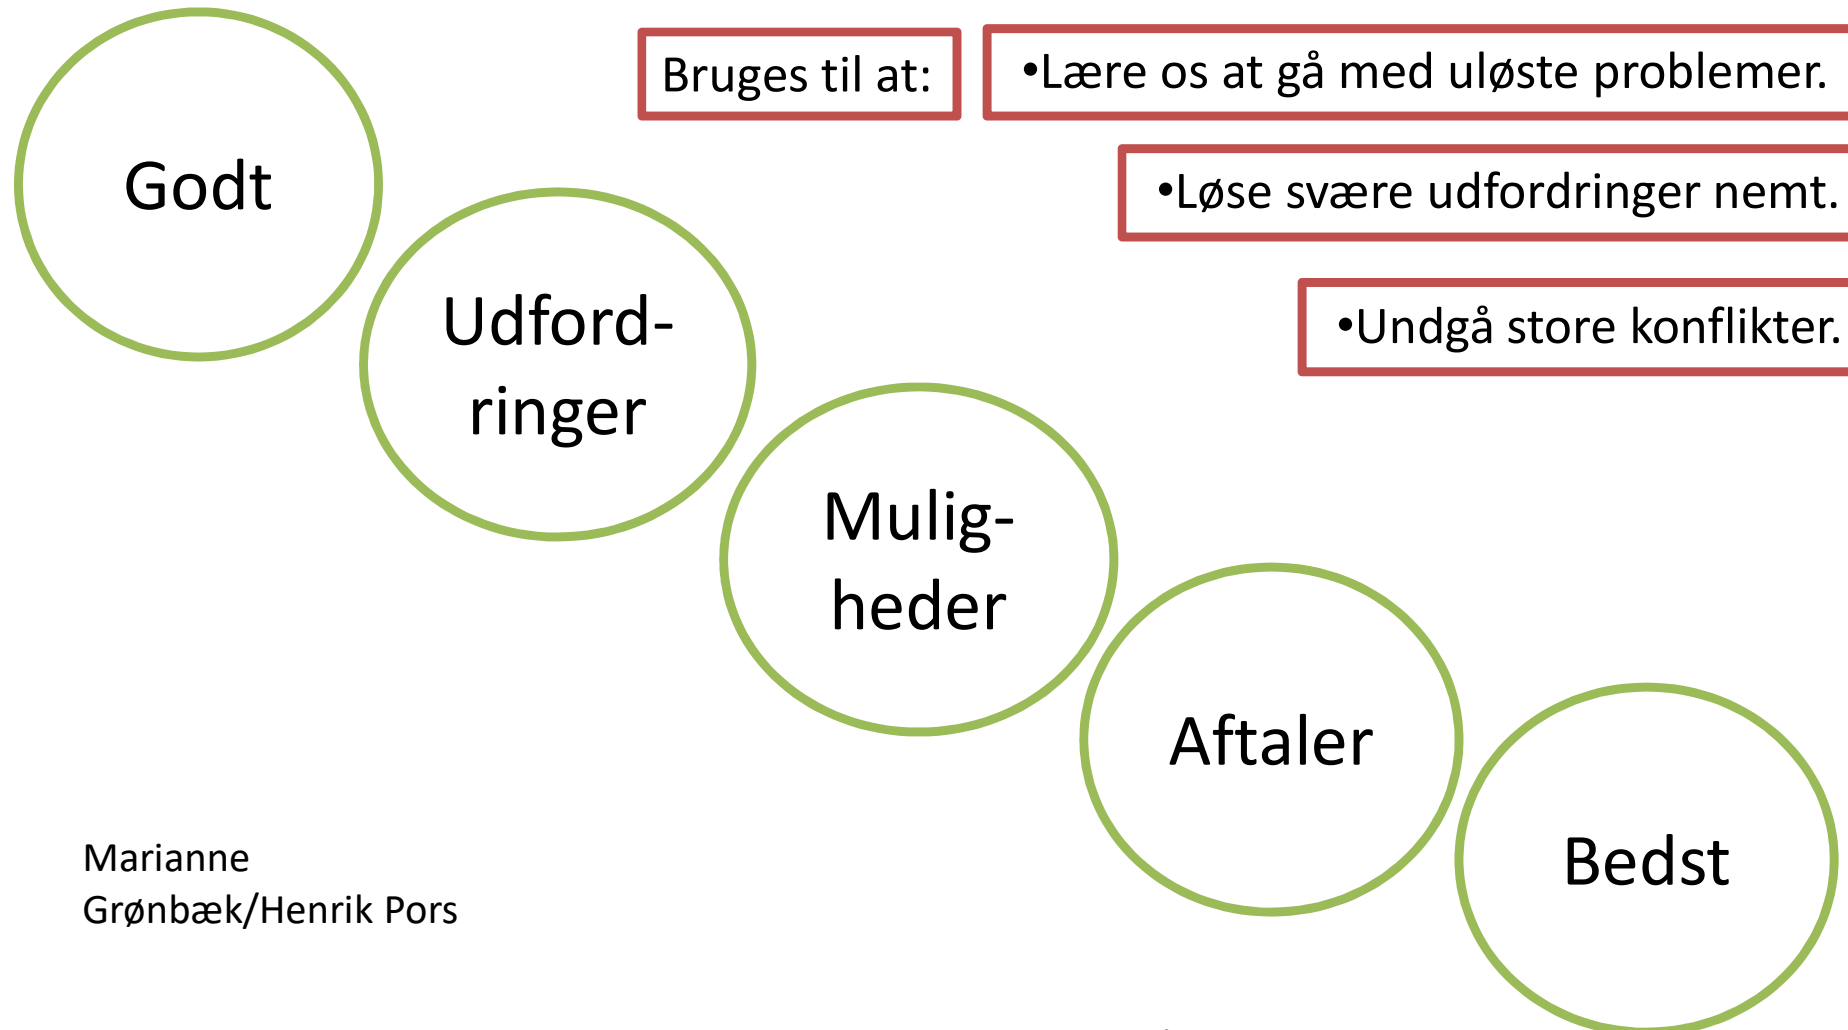 Bruges til at:
•Lære os at gå med uløste problemer.
•Løse svære udfordringer nemt.
•Undgå store konflikter.
Godt
Udford-
ringer
Mulig-
heder
Aftaler
Bedst
Marianne
Grønbæk/Henrik Pors